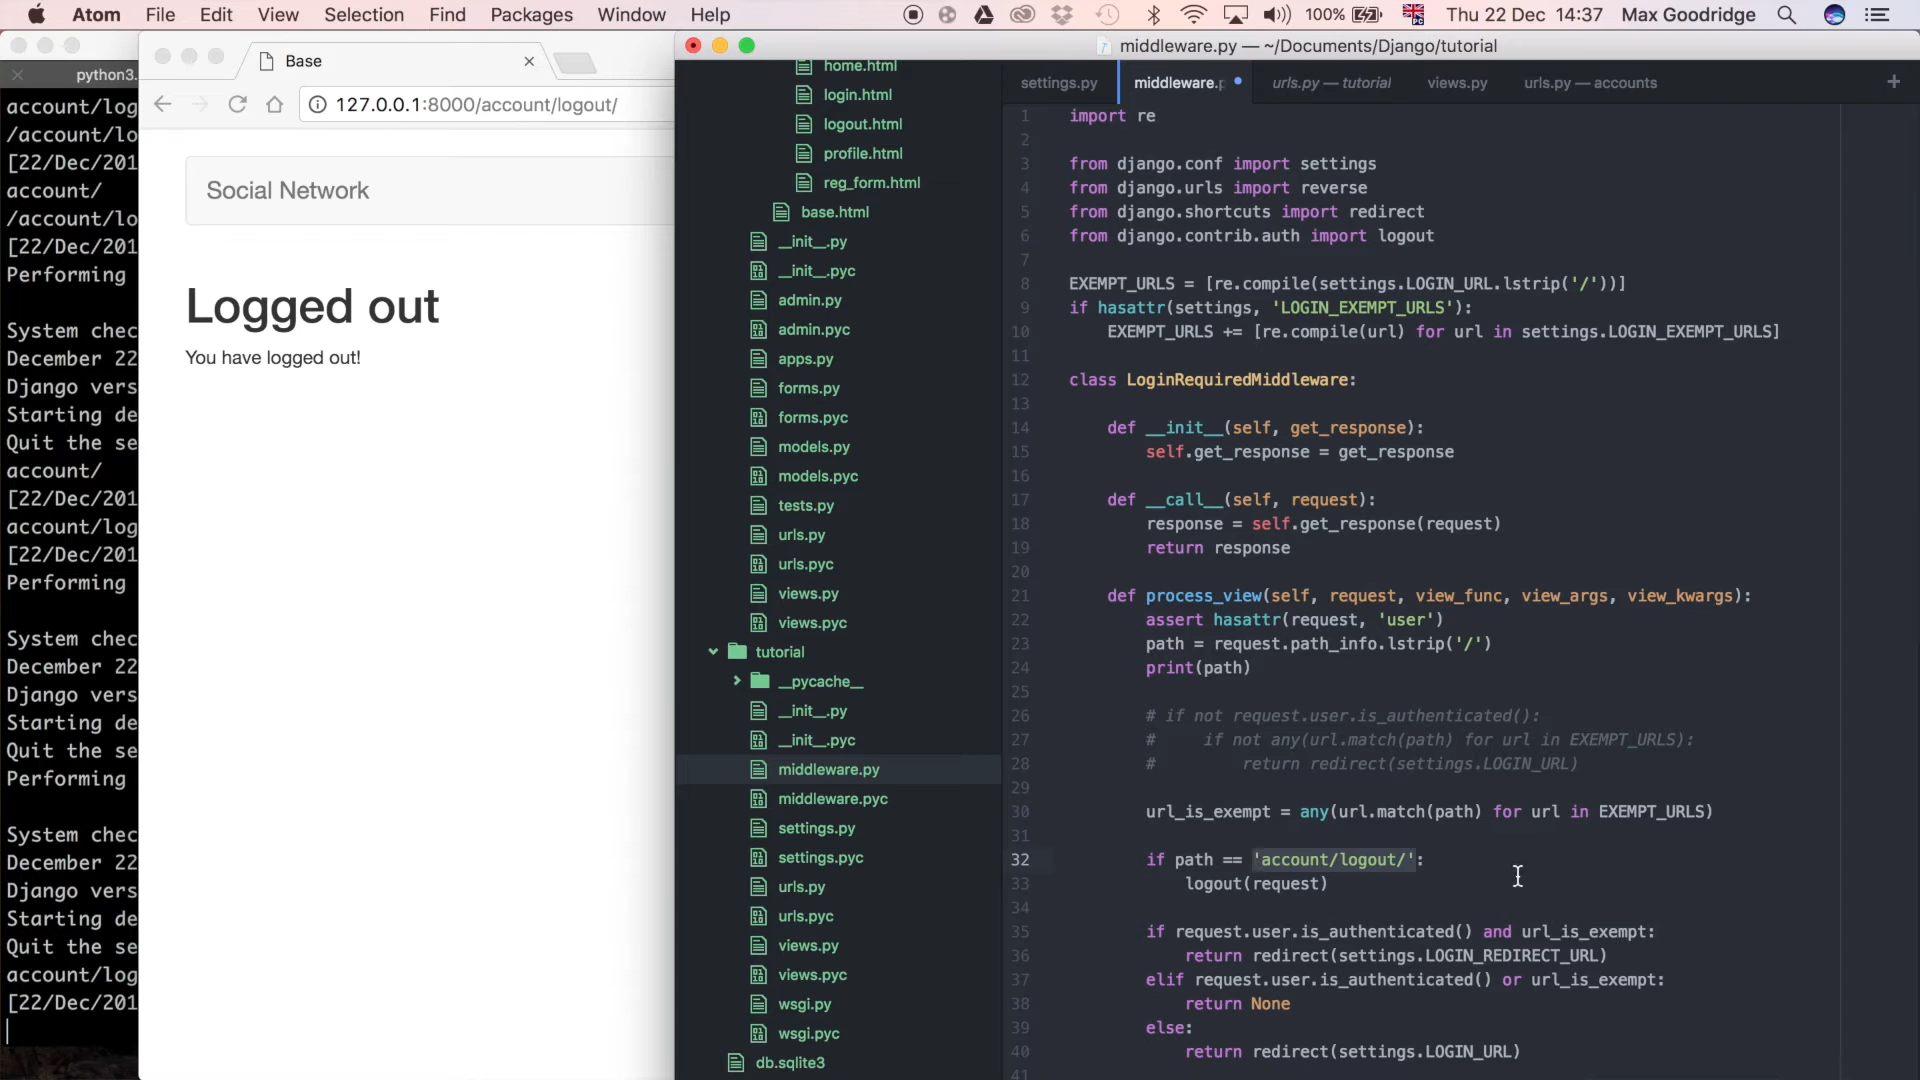 Atom File Edit View Selection Find Packages Window Help 100% Thu 22 Dec 14:37 Max Goodridge
python3.
account/log
/account/lo
[22/Dec/201
account/
/account/lo
[22/Dec/201
Performing
System chec
December 22
Django vers
Starting de
Quit the se
account/
[22/Dec/201
account/log
[22/Dec/201
Performing
System chec
December 22
Django vers
Starting de
Quit the se
Performing
System chec
December 22
Django vers
Starting de
Quit the se
account/log
[22/Dec/201
Base
127.0.0.1:8000/account/logout/
Social Network
Logged out
You have logged out!
middleware.py — ~/Documents/Django/tutorial
home.html
login.html
logout.html
profile.html
reg_form.html
base.html
__init__.py
__init__.pyc
admin.py
admin.pyc
apps.py
forms.py
forms.pyc
models.py
models.pyc
tests.py
urls.py
urls.pyc
views.py
views.pyc
tutorial
__pycache__
__init__.py
__init__.pyc
middleware.py
middleware.pyc
settings.py
settings.pyc
urls.py
urls.pyc
views.py
views.pyc
wsgi.py
wsgi.pyc
db.sqlite3
settings.py middleware.p urls.py — tutorial views.py urls.py — accounts
1 import re
2
3 from django.conf import settings
4 from django.urls import reverse
5 from django.shortcuts import redirect
6 from django.contrib.auth import logout
7
8 EXEMPT_URLS = [re.compile(settings.LOGIN_URL.lstrip('/'))]
9 if hasattr(settings, 'LOGIN_EXEMPT_URLS'):
10 EXEMPT_URLS += [re.compile(url) for url in settings.LOGIN_EXEMPT_URLS]
11
12 class LoginRequiredMiddleware:
13
14 def __init__(self, get_response):
15 self.get_response = get_response
16
17 def __call__(self, request):
18 response = self.get_response(request)
19 return response
20
21 def process_view(self, request, view_func, view_args, view_kwargs):
22 assert hasattr(request, 'user')
23 path = request.path_info.lstrip('/')
24 print(path)
25
26 # if not request.user.is_authenticated():
27 # if not any(url.match(path) for url in EXEMPT_URLS):
28 # return redirect(settings.LOGIN_URL)
29
30 url_is_exempt = any(url.match(path) for url in EXEMPT_URLS)
31
32 if path == 'account/logout/':
33 logout(request)
34
35 if request.user.is_authenticated() and url_is_exempt:
36 return redirect(settings.LOGIN_REDIRECT_URL)
37 elif request.user.is_authenticated() or url_is_exempt:
38 return None
39 else:
40 return redirect(settings.LOGIN_URL)
41